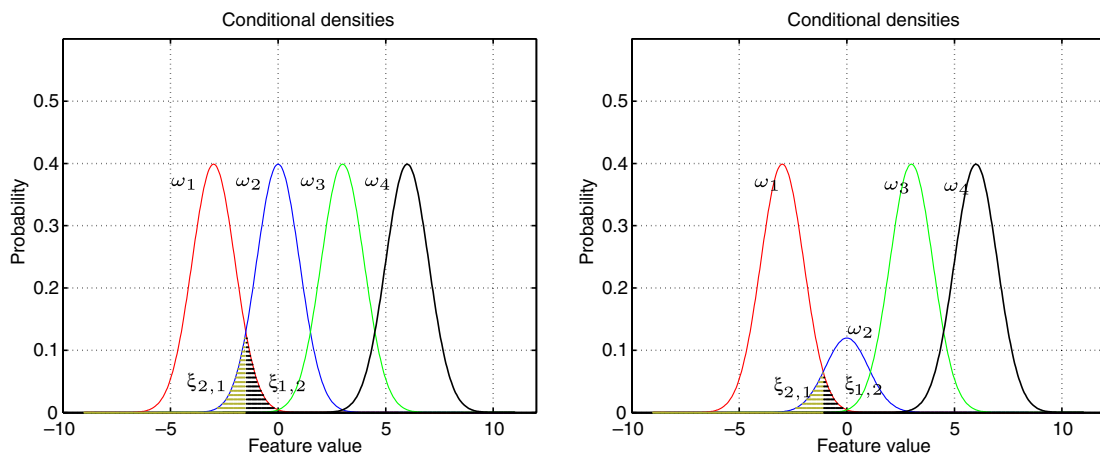 Conditional densities
0.5
0.4
0.3
0.2
0.1
0
Probability
ω1 ω2 ω3 ω4
ξ2,1 ξ1,2
−10 −5 0 5 10
Feature value
Conditional densities
0.5
0.4
0.3
0.2
0.1
0
Probability
ω1 ω3 ω4
ω2
ξ2,1 ξ1,2
−10 −5 0 5 10
Feature value